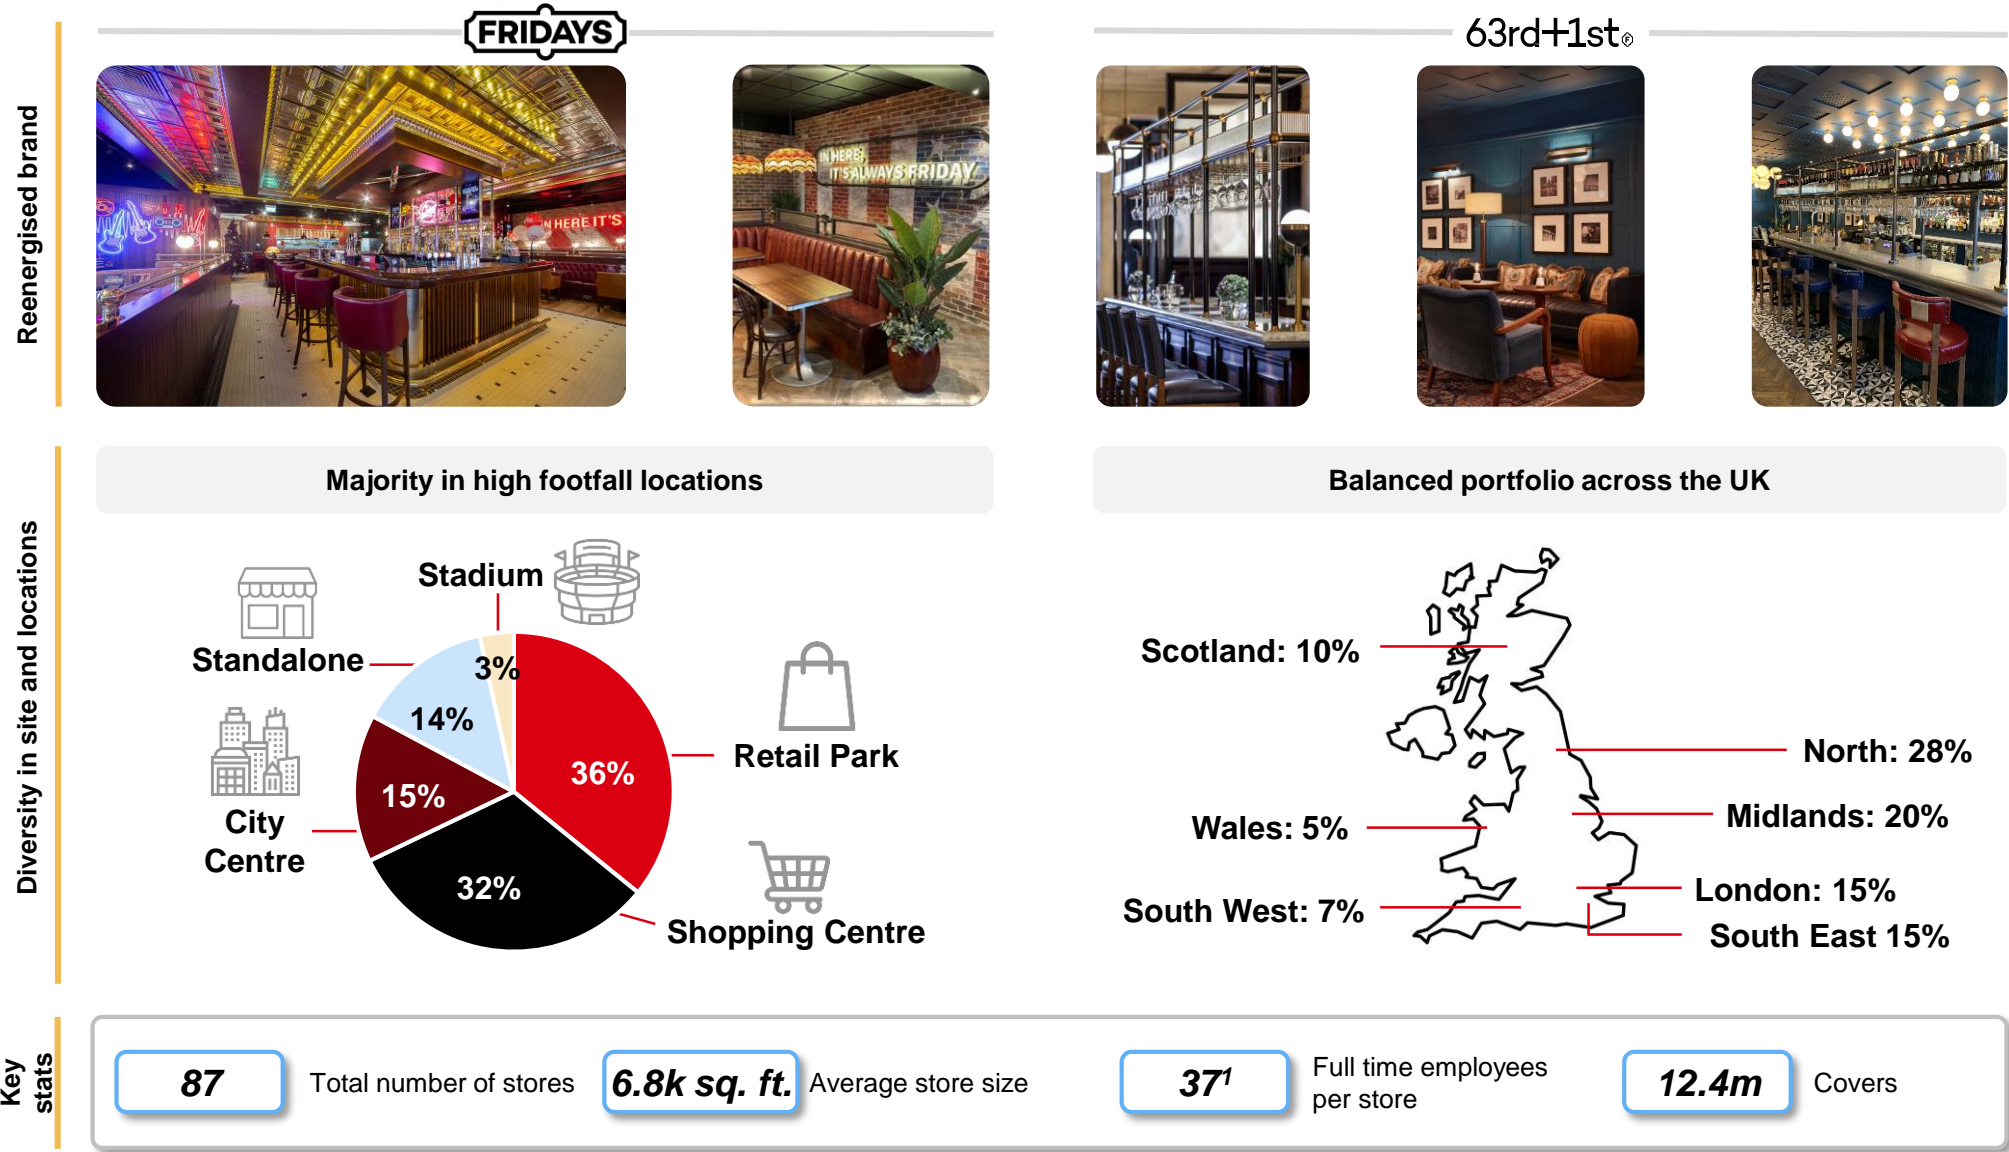 FRIDAYS
63rd+1st
Reenergised brand
IN HERE IT'S
IN HERE,
IT'S ALWAYS FRIDAY
Diversity in site and locations
Majority in high footfall locations
Balanced portfolio across the UK
Stadium
Standalone
3%
14%
Retail Park
36%
15%
City
Centre
32%
Shopping Centre
Scotland: 10%
North: 28%
Midlands: 20%
Wales: 5%
London: 15%
South West: 7%
South East 15%
Key
stats
87
Total number of stores
6.8k sq. ft.
Average store size
37¹
Full time employees
per store
12.4m
Covers